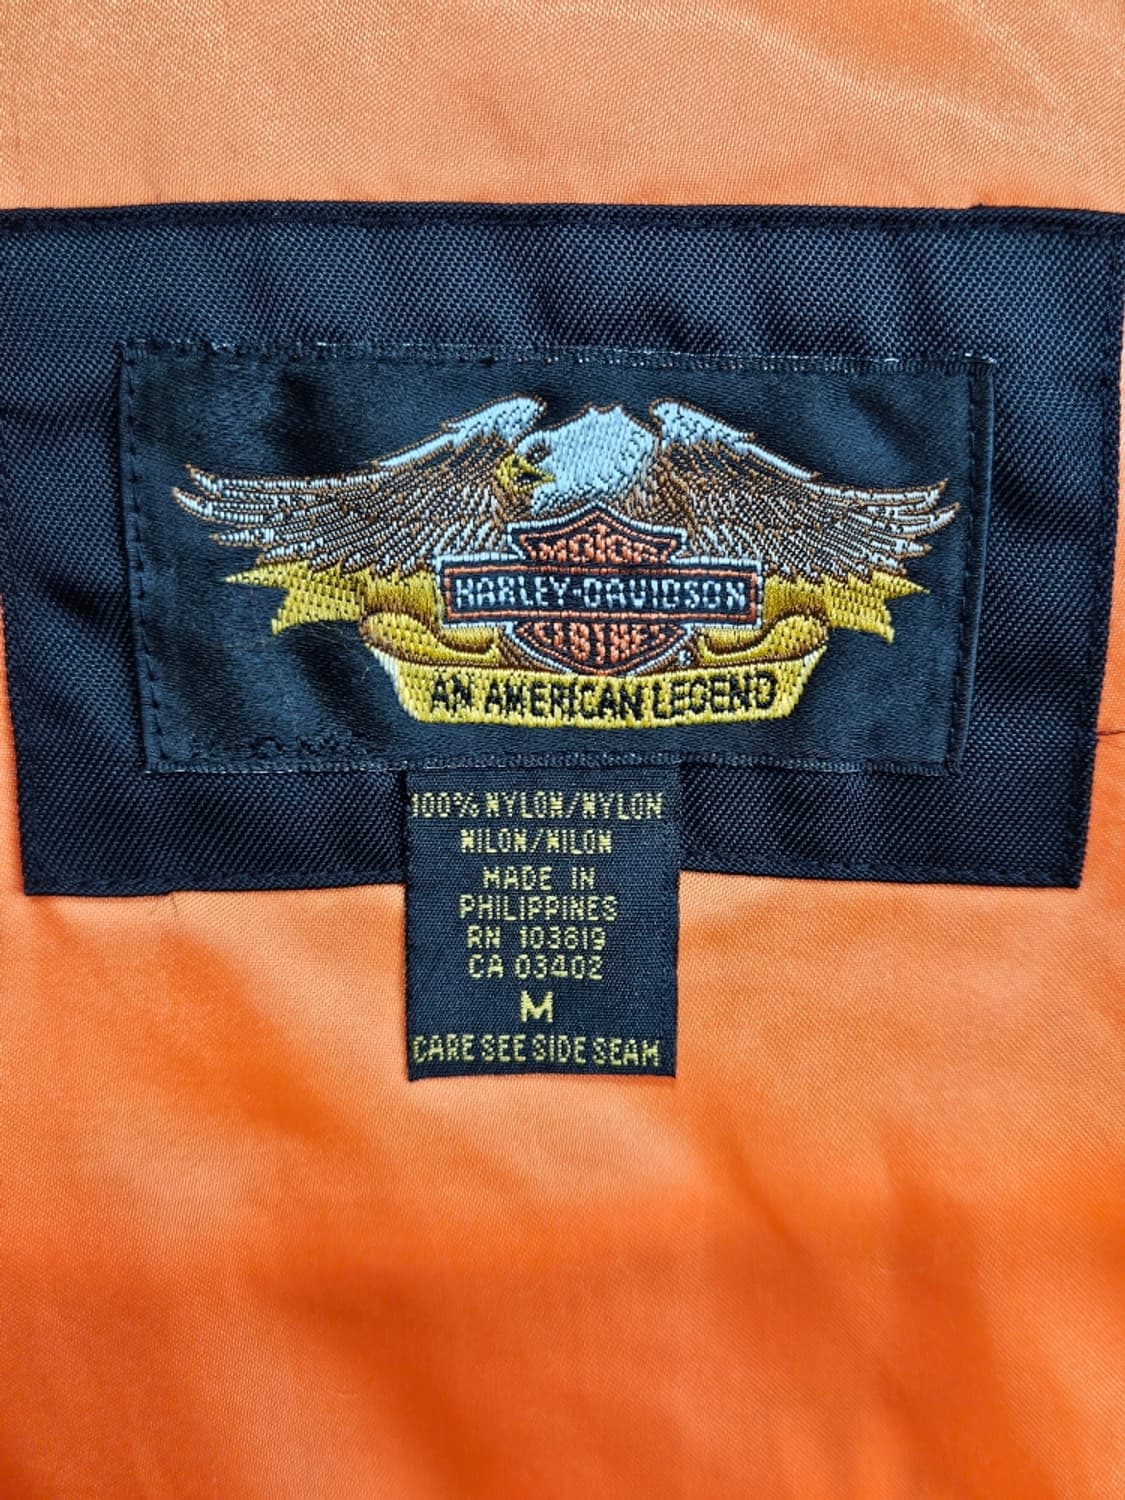 MOTOR
HARLEY-DAVIDSON
CLOTHES
AN AMERICAN LEGEND
100% NYLON/NYLON
NILON/NILON
MADE IN
PHILIPPINES
RN 103819
CA 03402
M
CARE SEE SIDE SEAM